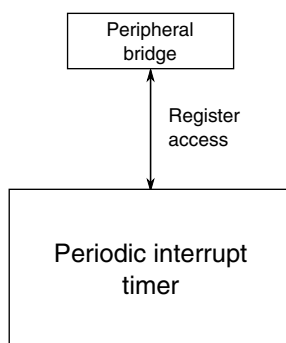 Peripheral
bridge
Register
access
Periodic interrupt
timer